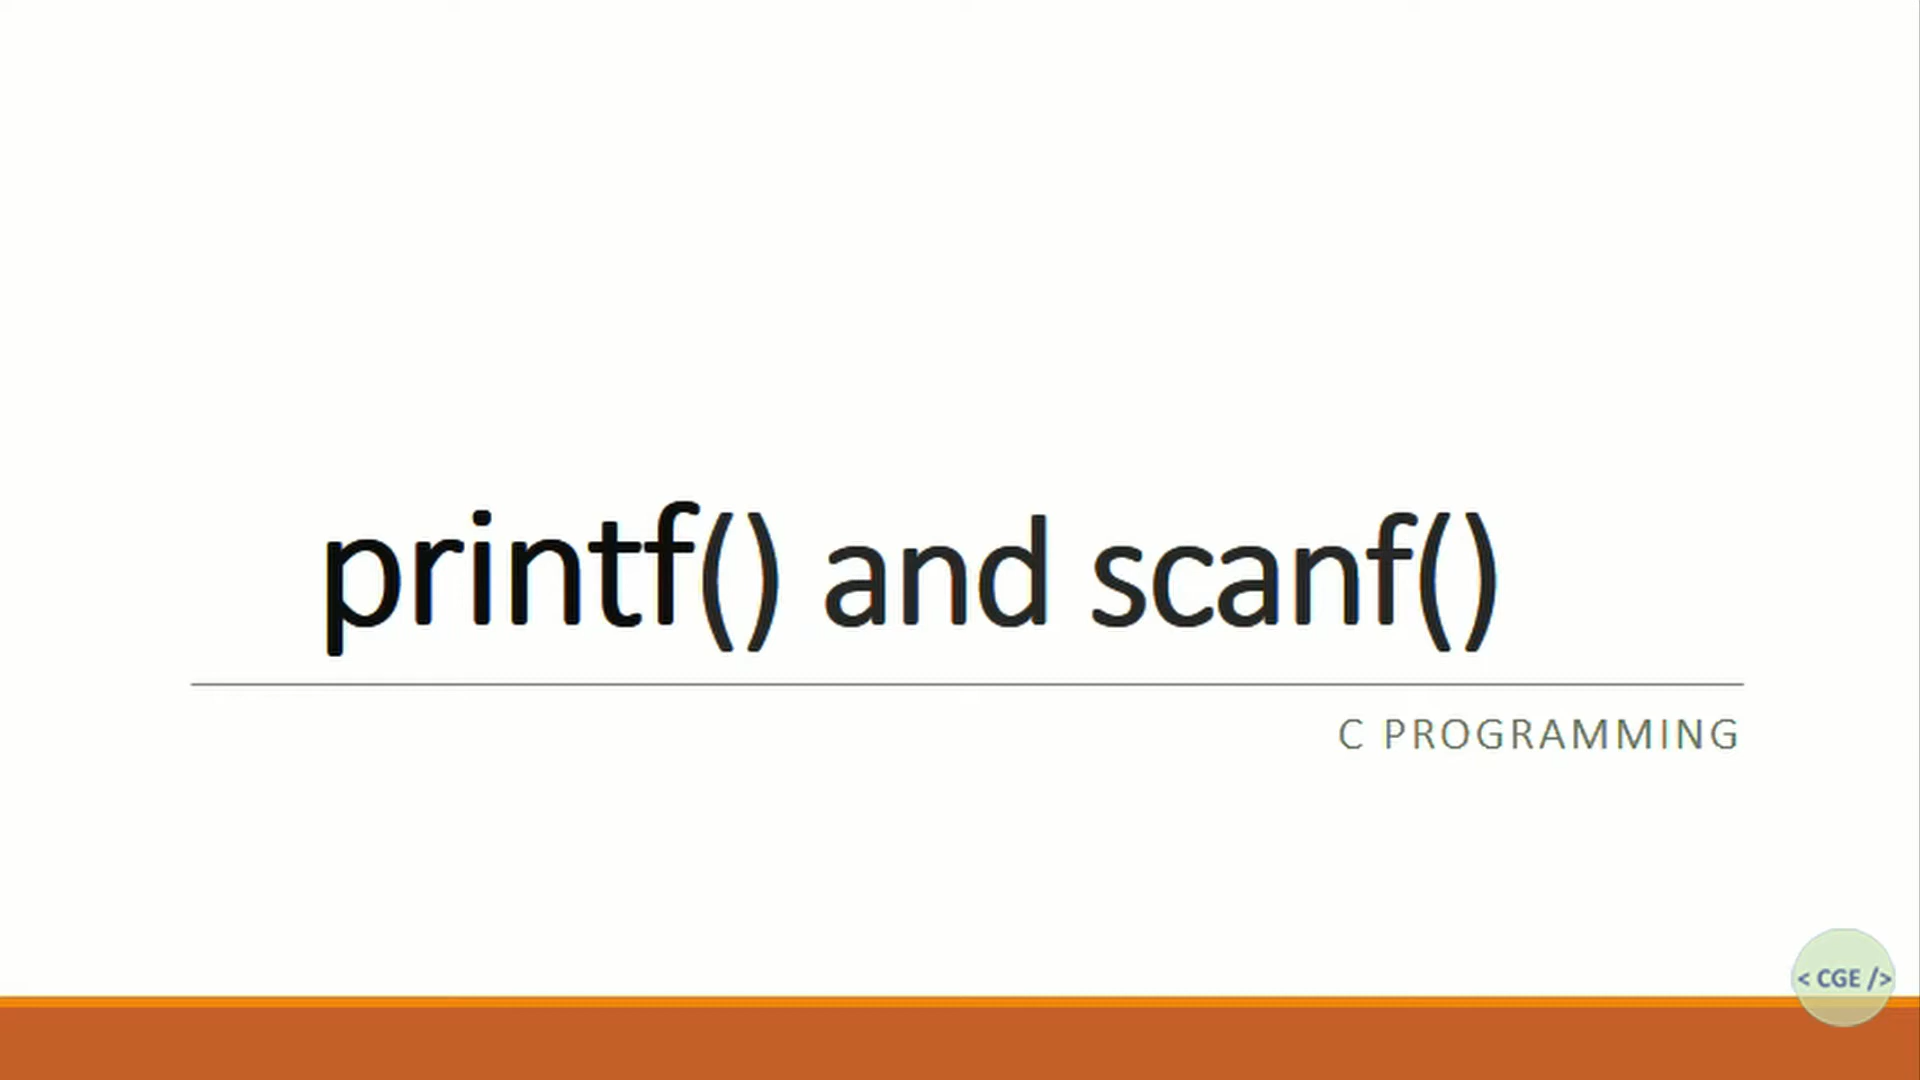 printf() and scanf()
C PROGRAMMING
< CGE />